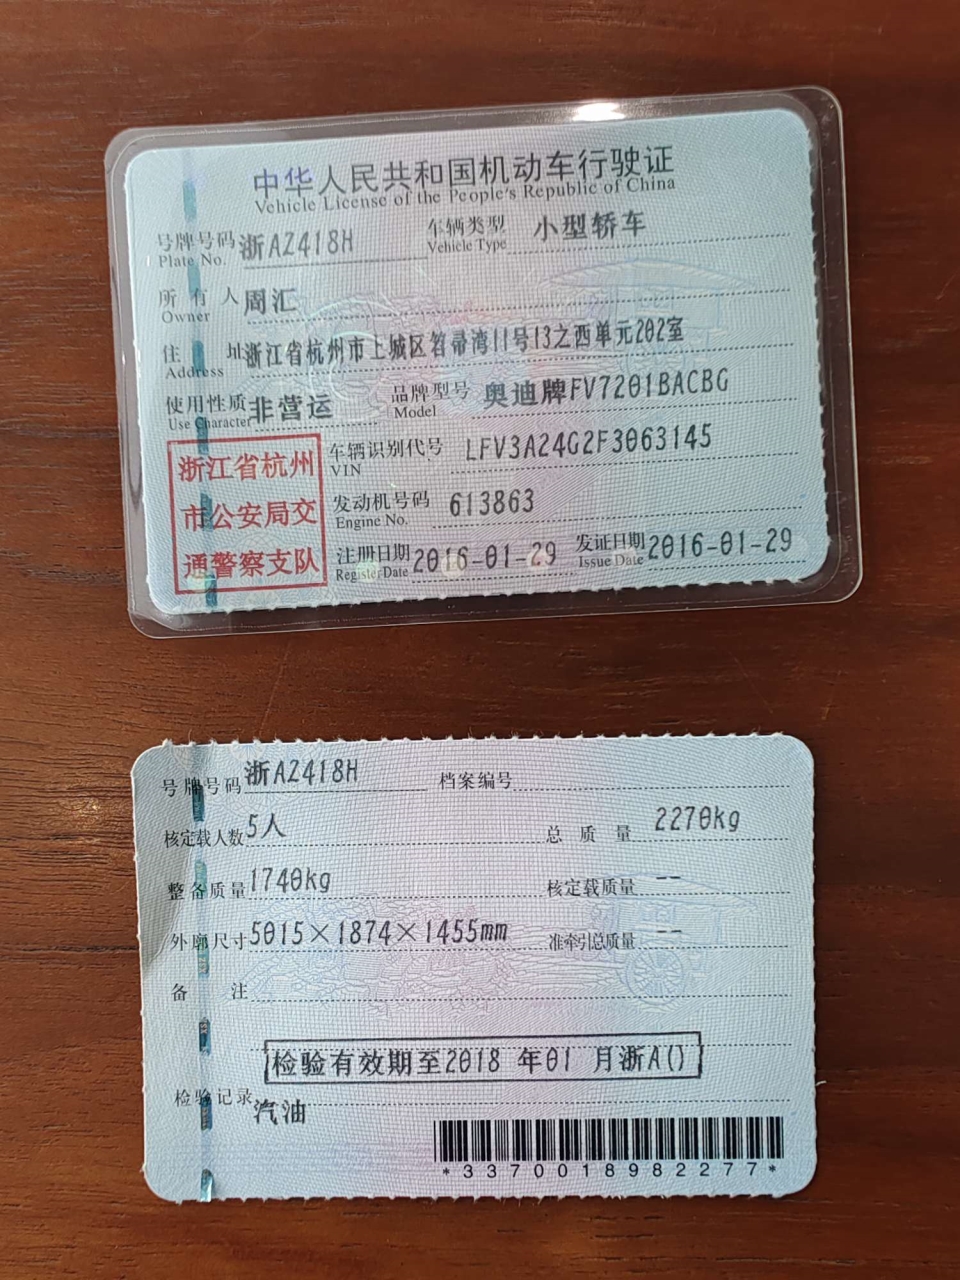 中华人民共和国机动车行驶证
Vehicle License of the People's Republic of China
号牌号码 浙AZ418H 车辆类型 小型轿车
Plate No. Vehicle Type
所有人 周汇
Owner
住址 浙江省杭州市上城区笤帚湾11号13之西单元202室
Address
使用性质 非营运 品牌型号 奥迪牌FV7201BACBG
Use Character Model
浙江省杭州
市公安局交
通警察支队
车辆识别代号 LFV3A24G2F3063145
VIN
发动机号码 613863
Engine No.
注册日期 2016-01-29 发证日期 2016-01-29
Register Date Issue Date
号牌号码 浙AZ418H 档案编号
核定载人数 5人 总质量 2270kg
整备质量 1740kg 核定载质量 --
外廓尺寸 5015×1874×1455mm 准牵引总质量 --
备注
检验有效期至2018 年01 月浙A()
检验记录
汽油
*3370018982277*